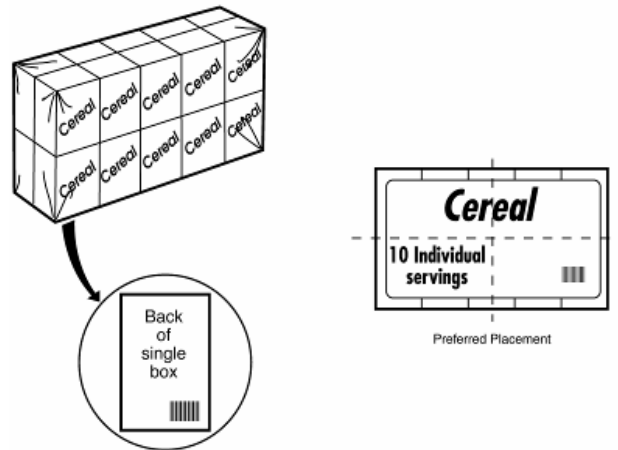 Cereal Cereal Cereal Cereal Cereal
Cereal Cereal Cereal Cereal Cereal
Back
of
single
box
Cereal
10 Individual
servings
Preferred Placement